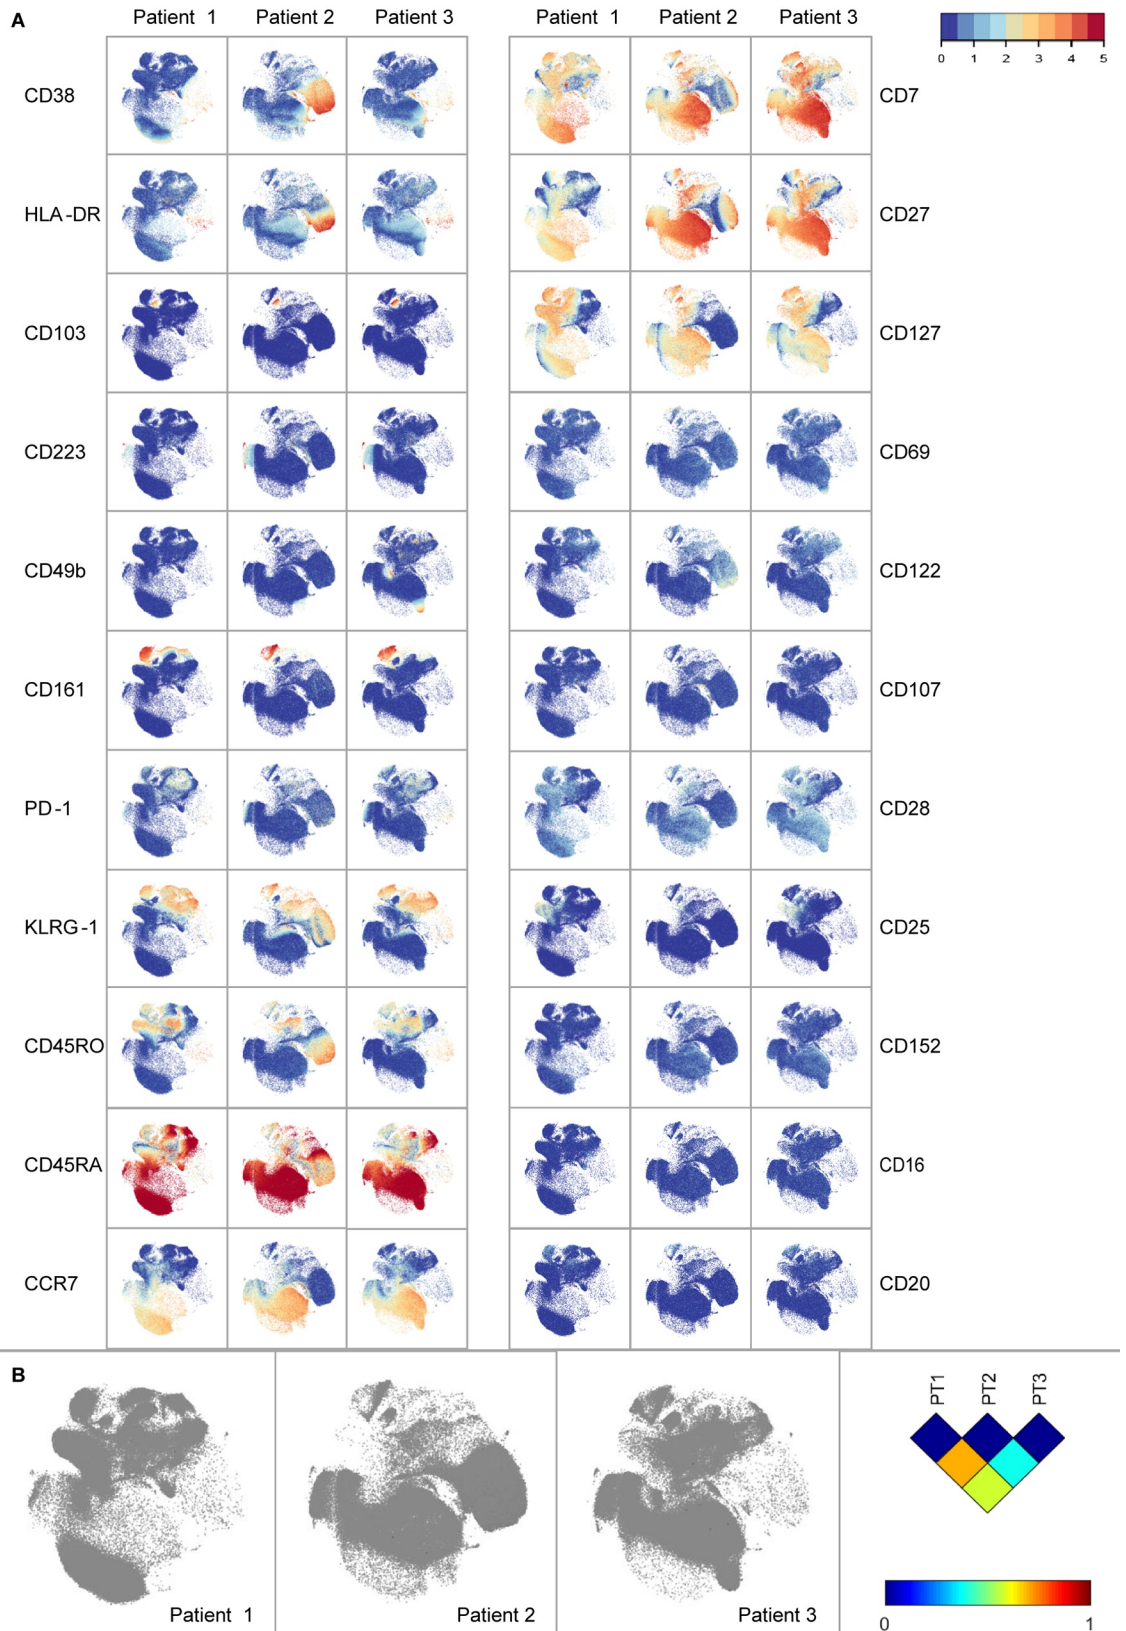 A
Patient 1 Patient 2 Patient 3 Patient 1 Patient 2 Patient 3
0 1 2 3 4 5
CD38 CD7
HLA-DR CD27
CD103 CD127
CD223 CD69
CD49b CD122
CD161 CD107
PD-1 CD28
KLRG-1 CD25
CD45RO CD152
CD45RA CD16
CCR7 CD20
B
PT1 PT2 PT3
Patient 1 Patient 2 Patient 3
0 1